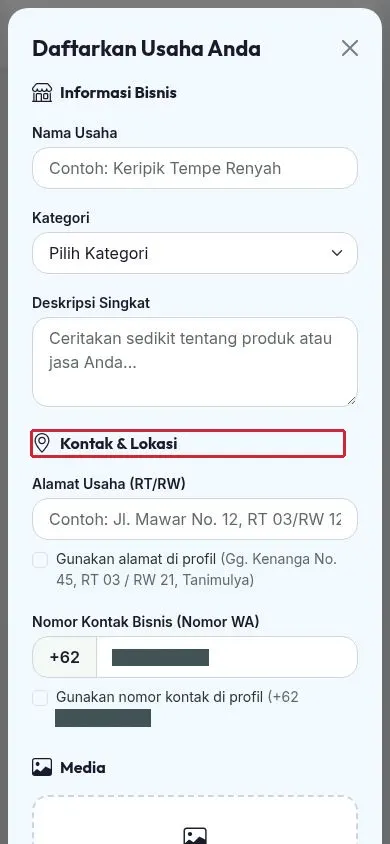 Daftarkan Usaha Anda
Informasi Bisnis
Nama Usaha
Contoh: Keripik Tempe Renyah
Kategori
Pilih Kategori
Deskripsi Singkat
Ceritakan sedikit tentang produk atau
jasa Anda...
Kontak & Lokasi
Alamat Usaha (RT/RW)
Contoh: Jl. Mawar No. 12, RT 03/RW 12
Gunakan alamat di profil (Gg. Kenanga No.
45, RT 03 / RW 21, Tanimulya)
Nomor Kontak Bisnis (Nomor WA)
+62
Gunakan nomor kontak di profil (+62
Media